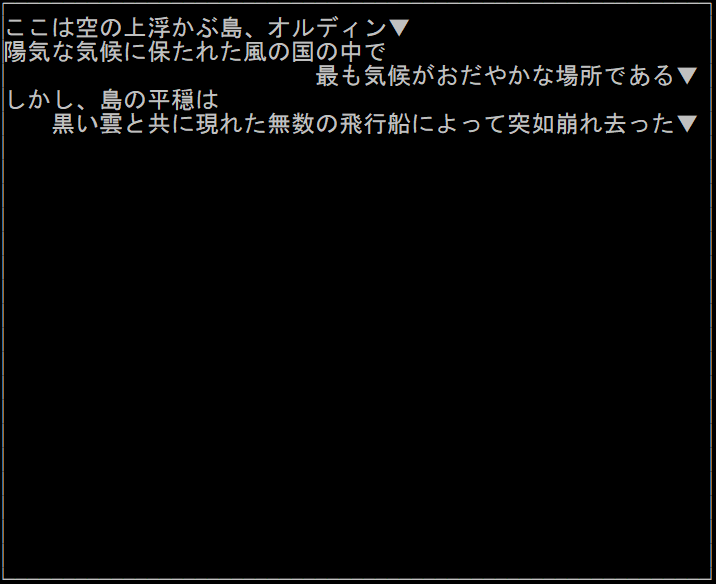 ここは空の上浮かぶ島、オルディン▼
陽気な気候に保たれた風の国の中で
最も気候がおだやかな場所である▼
しかし、島の平穏は
黒い雲と共に現れた無数の飛行船によって突如崩れ去った▼